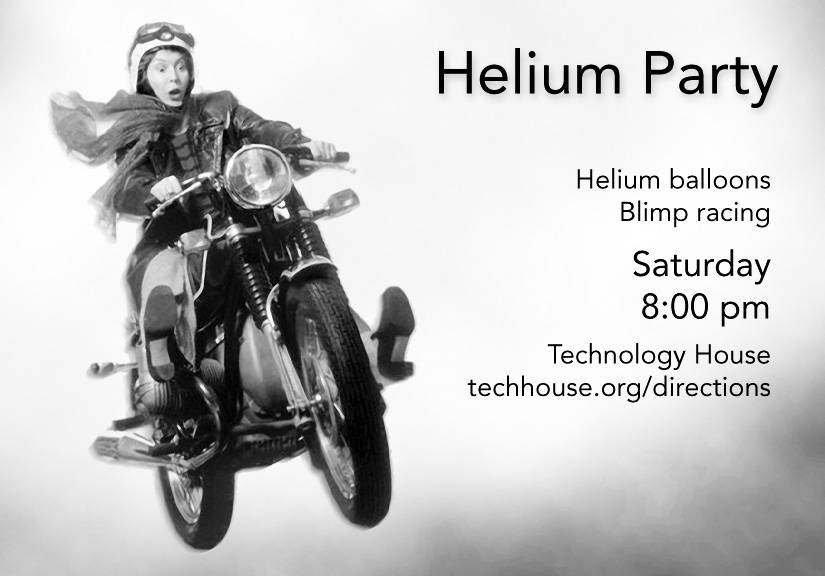 Helium Party
Helium balloons
Blimp racing
Saturday
8:00 pm
Technology House
techhouse.org/directions